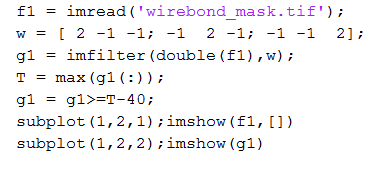 f1 = imread('wirebond_mask.tif');
w = [ 2 -1 -1; -1  2 -1; -1 -1  2];
g1 = imfilter(double(f1),w);
T = max(g1(:));
g1 = g1>=T-40;
subplot(1,2,1);imshow(f1,[])
subplot(1,2,2);imshow(g1)